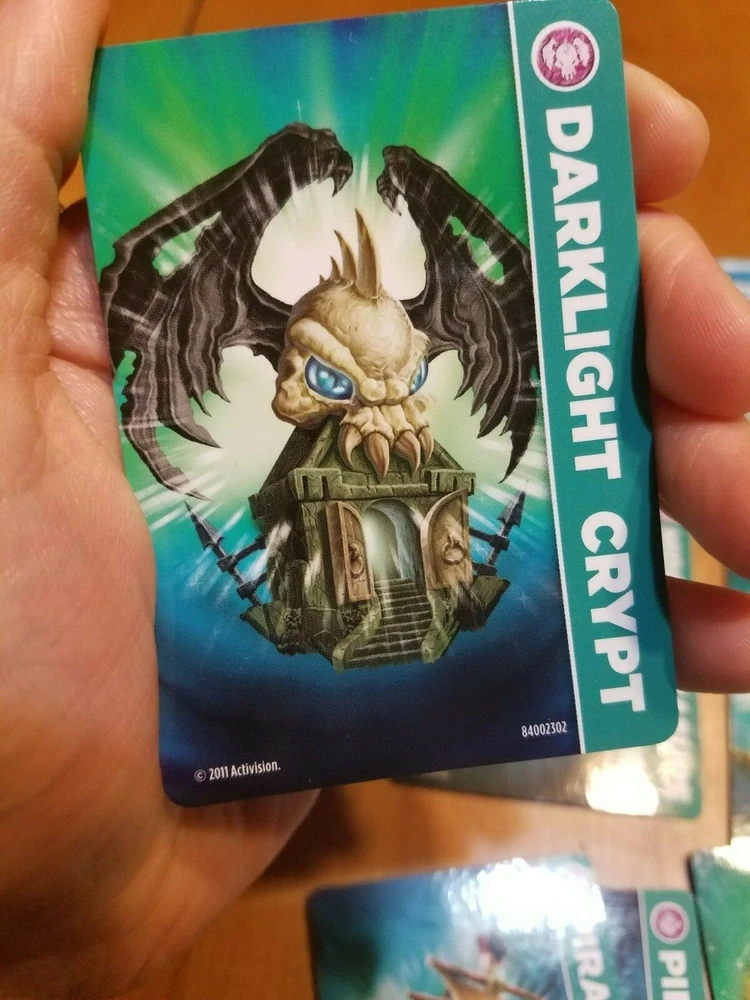 DARKLIGHT CRYPT
84002302
© 2011 Activision.